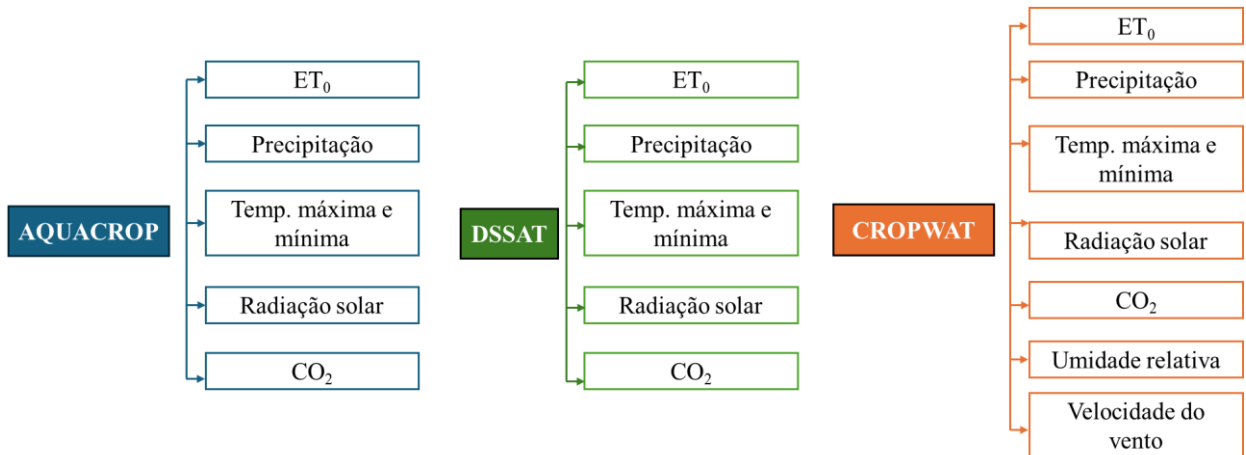 AQUACROP
ET₀
Precipitação
Temp. máxima e
mínima
Radiação solar
CO₂
DSSAT
ET₀
Precipitação
Temp. máxima e
mínima
Radiação solar
CO₂
CROPWAT
ET₀
Precipitação
Temp. máxima e
mínima
Radiação solar
CO₂
Umidade relativa
Velocidade do
vento